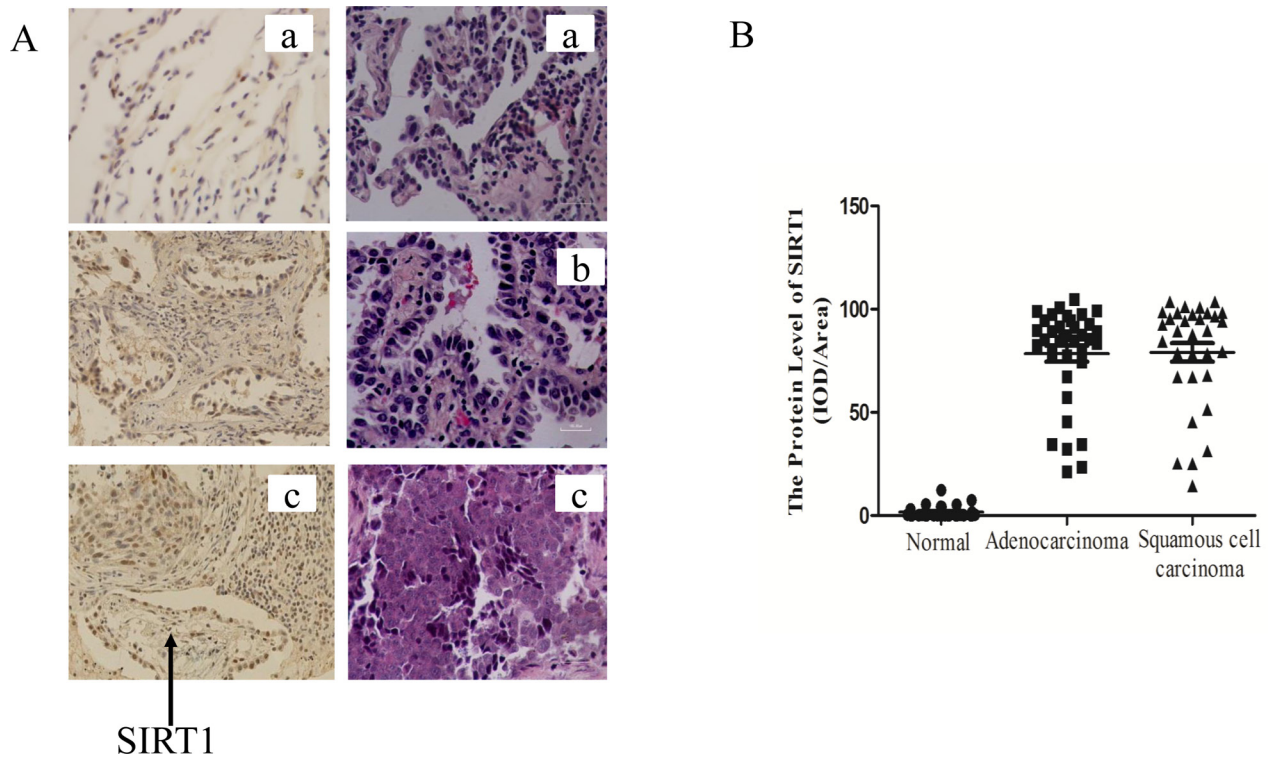 A
a
a
b
c
c
SIRT1
B
The Protein Level of SIRT1
(IOD/Area)
150
100
50
0
Normal
Adenocarcinoma
Squamous cell
carcinoma